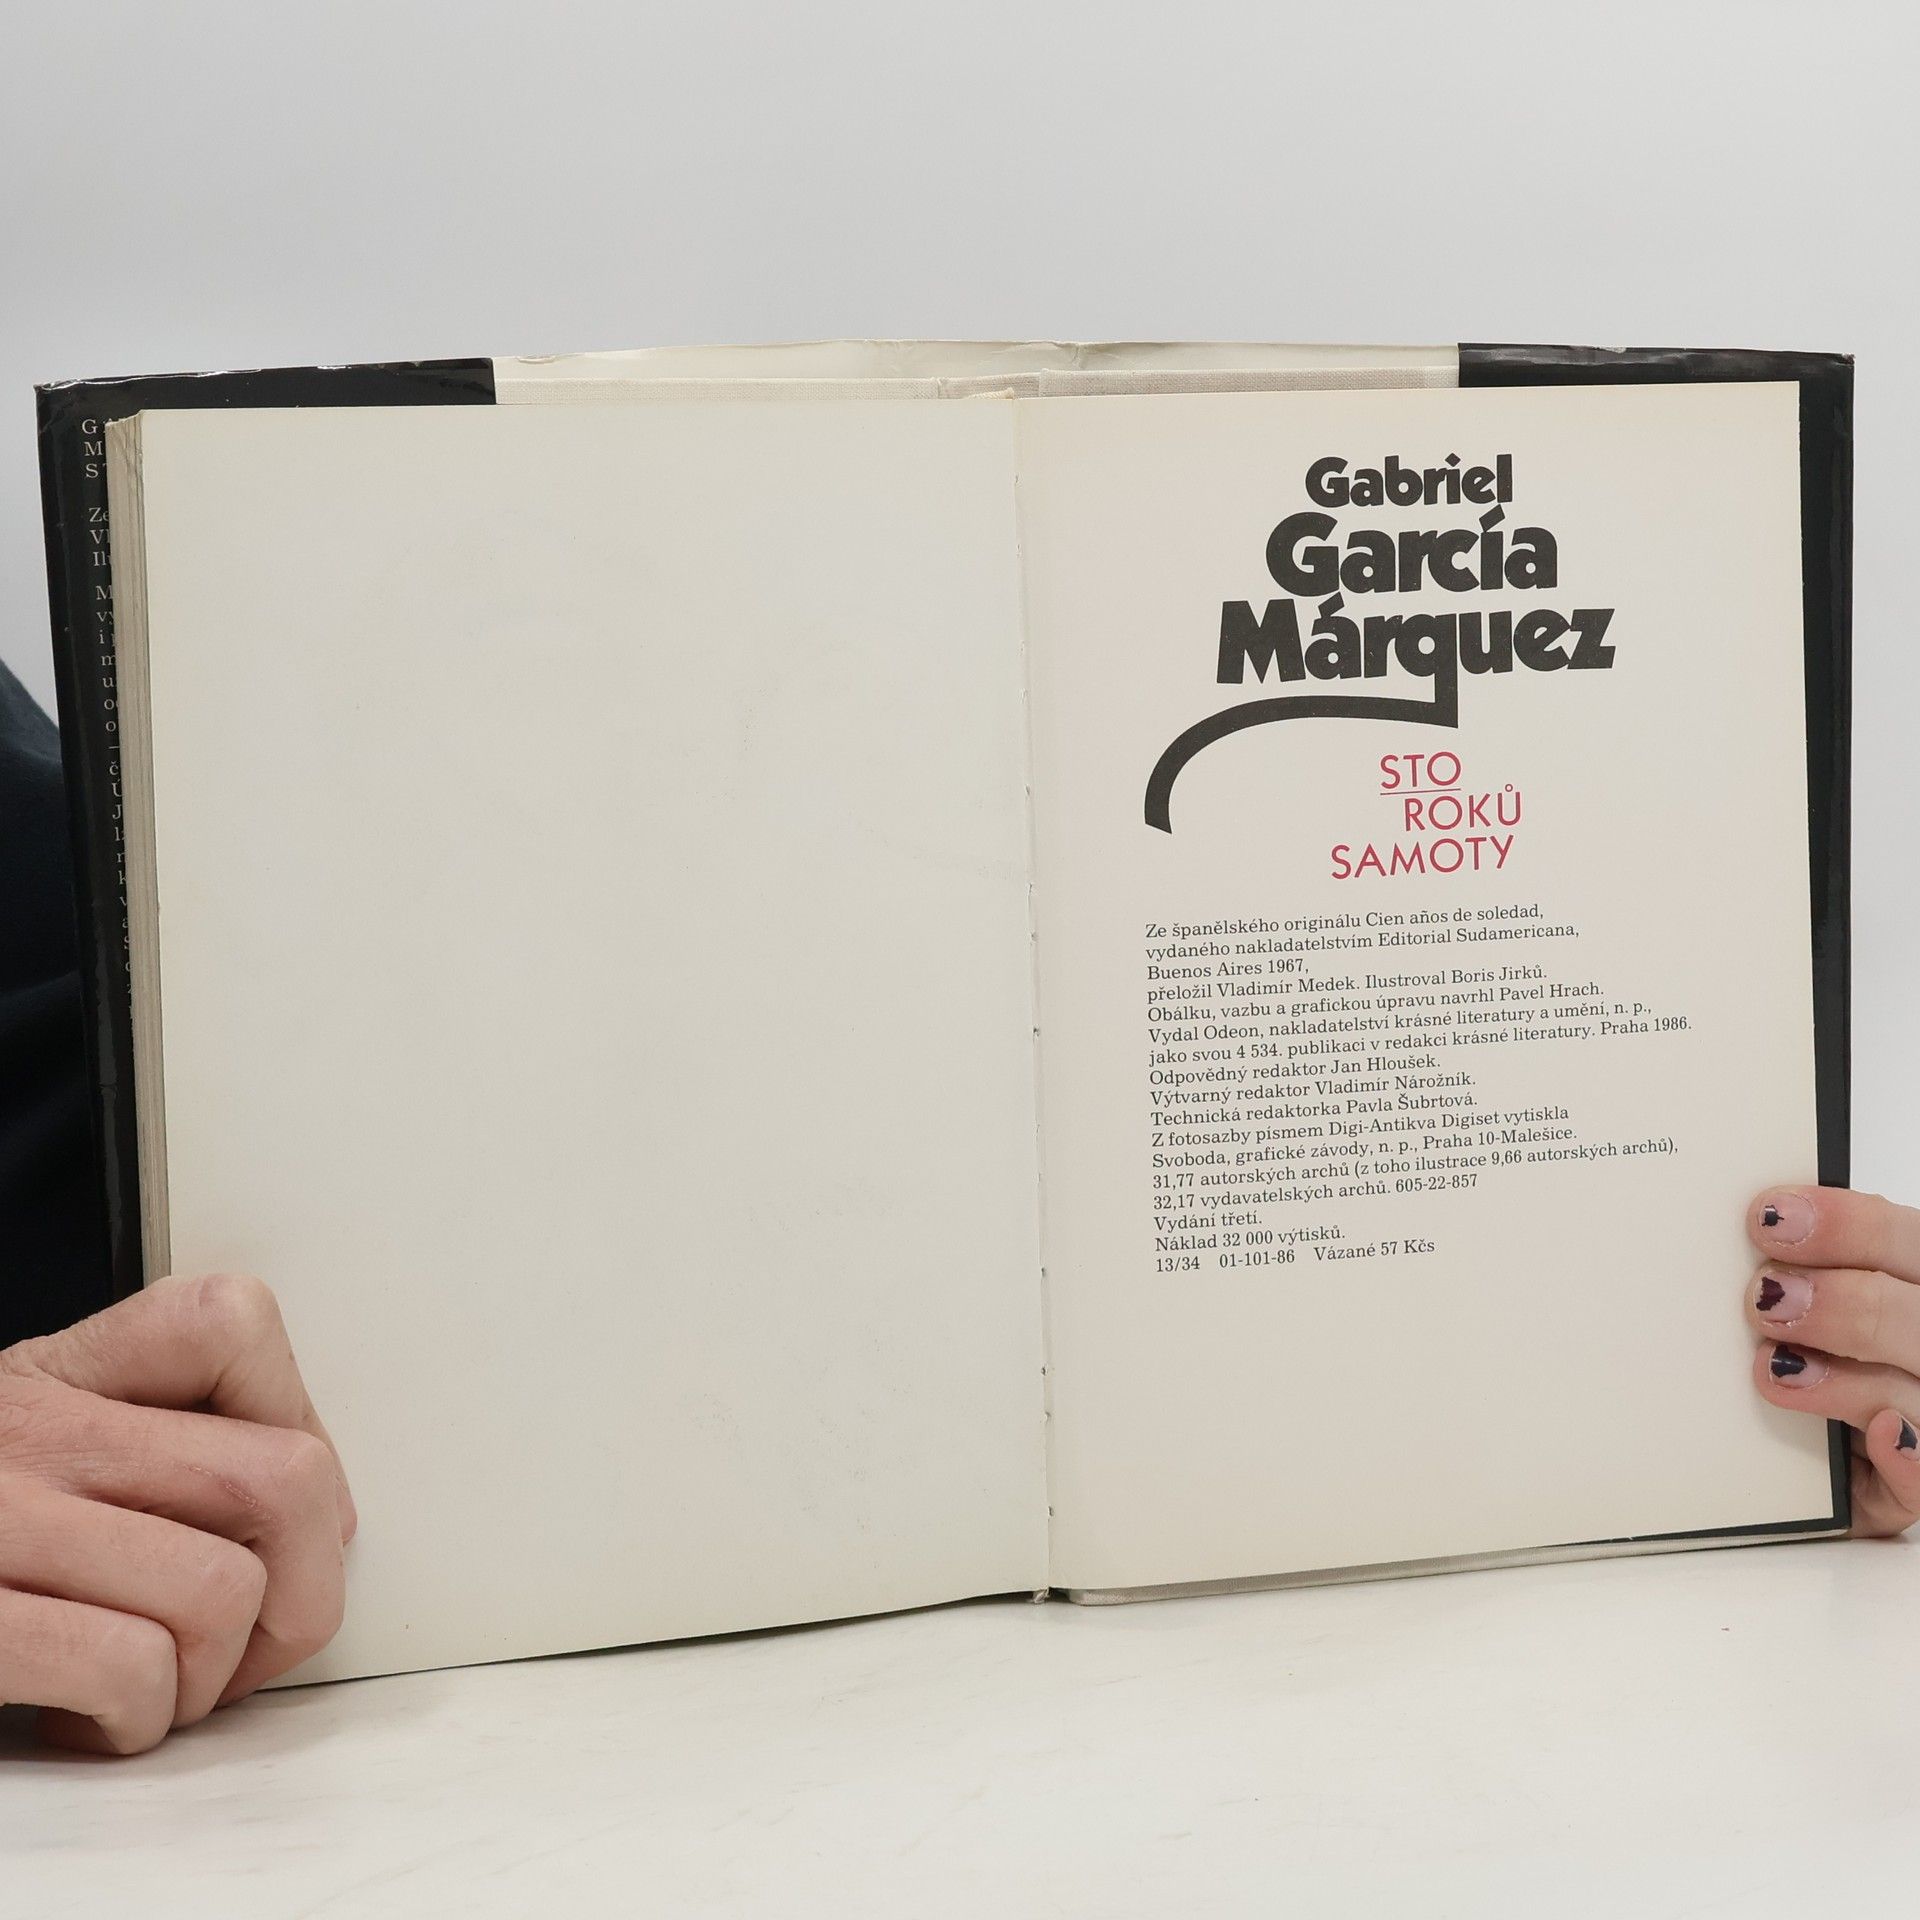 Gabriel
García
Márquez
STO
ROKŮ
SAMOTY
Ze španělského originálu Cien años de soledad,
vydaného nakladatelstvím Editorial Sudamericana,
Buenos Aires 1967,
přeložil Vladimír Medek. Ilustroval Boris Jirků.
Obálku, vazbu a grafickou úpravu navrhl Pavel Hrach.
Vydal Odeon, nakladatelství krásné literatury a umění, n. p.,
jako svou 4 534. publikaci v redakci krásné literatury. Praha 1986.
Odpovědný redaktor Jan Hloušek.
Výtvarný redaktor Vladimír Nárožník.
Technická redaktorka Pavla Šubrtová.
Z fotosazby písmem Digi-Antikva Digiset vytiskla
Svoboda, grafické závody, n. p., Praha 10-Malešice.
31,77 autorských archů (z toho ilustrace 9,66 autorských archů),
32,17 vydavatelských archů. 605-22-857
Vydání třetí.
Náklad 32 000 výtisků.
13/34 01-101-86 Vázané 57 Kčs